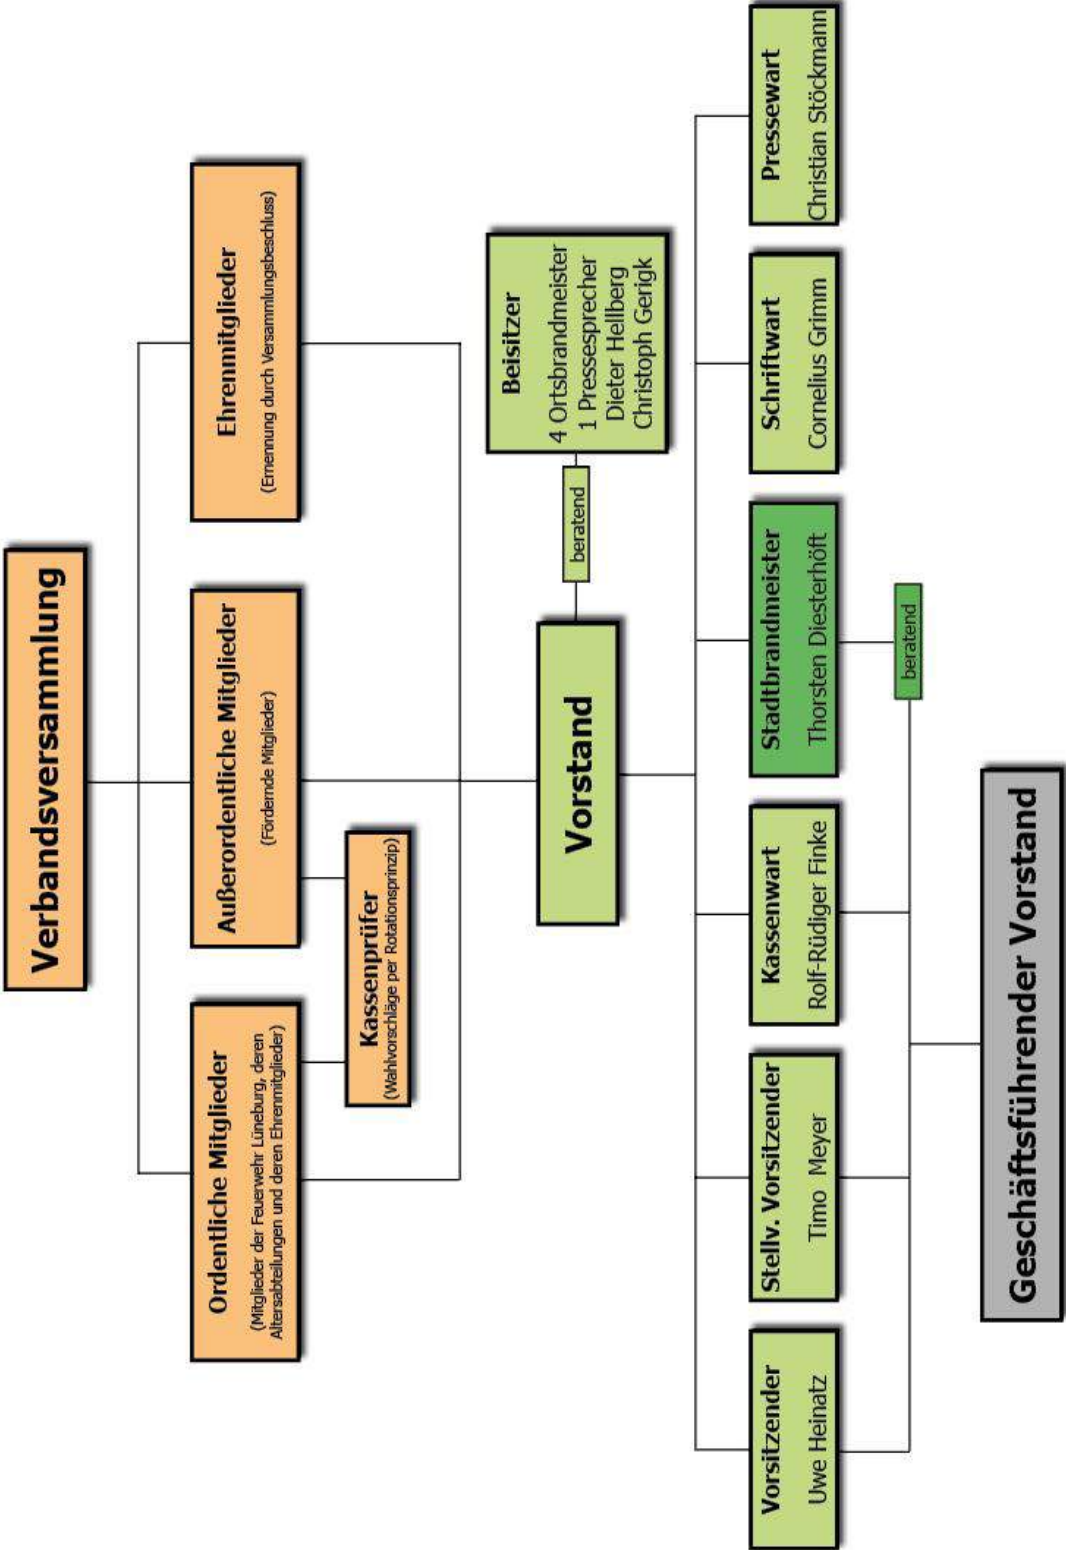 Verbandsversammlung
Ordentliche Mitglieder
(Mitglieder der Feuerwehr Lüneburg, deren
Altersabteilungen und deren Ehrenmitglieder)
Außerordentliche Mitglieder
(Fördernde Mitglieder)
Ehrenmitglieder
(Ernennung durch Versammlungsbeschluss)
Kassenprüfer
(Wahlvorschläge per Rotationsprinzip)
Vorstand
beratend
Beisitzer
4 Ortsbrandmeister
1 Pressesprecher
Dieter Hellberg
Christoph Gerigk
Vorsitzender
Uwe Heinatz
Stellv. Vorsitzender
Timo Meyer
Kassenwart
Rolf-Rüdiger Finke
Stadtbrandmeister
Thorsten Diesterhöft
Schriftwart
Cornelius Grimm
Pressewart
Christian Stöckmann
beratend
Geschäftsführender Vorstand